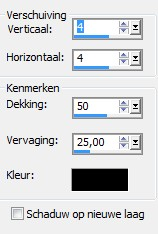 Verschuiving
Verticaal: 4
Horizontaal: 4
Kenmerken
Dekking: 50
Vervaging: 25,00
Kleur:
Schaduw op nieuwe laag